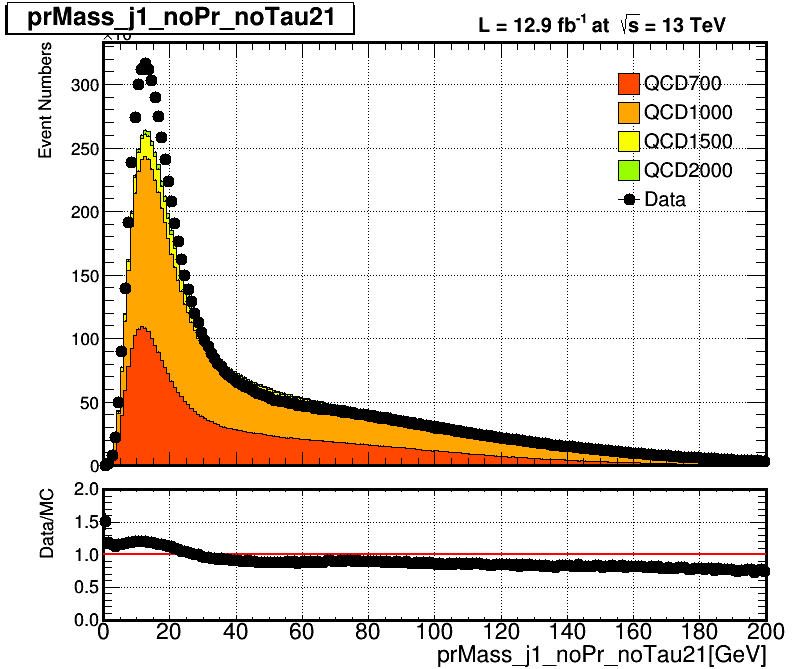 prMass_j1_noPr_noTau21
L = 12.9 fb⁻¹ at √s = 13 TeV
Event Numbers
300
250
200
150
100
50
0
QCD700
QCD1000
QCD1500
QCD2000
Data
Data/MC
2.0
1.5
1.0
0.5
0.0
0 20 40 60 80 100 120 140 160 180 200
prMass_j1_noPr_noTau21[GeV]